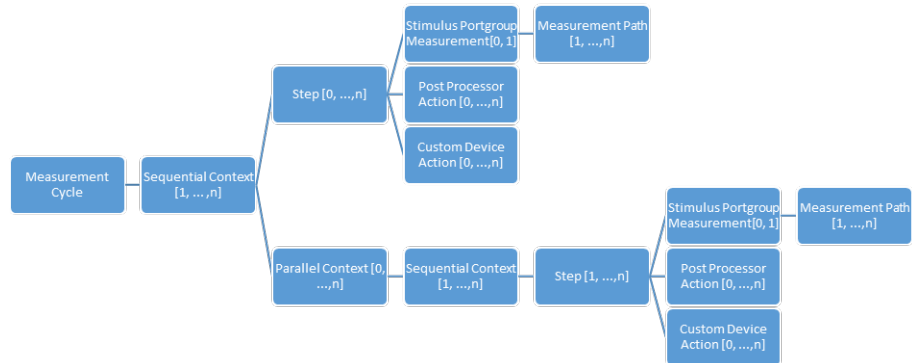 Measurement
Cycle
Sequential Context
[1, ... ,n]
Step [0, ...,n]
Stimulus Portgroup
Measurement[0, 1]
Measurement Path
[1, ...,n]
Post Processor
Action [0, ...,n]
Custom Device
Action [0, ...,n]
Parallel Context [0,
...,n]
Sequential Context
[1, ...,n]
Step [1, ...,n]
Stimulus Portgroup
Measurement[0, 1]
Measurement Path
[1, ...,n]
Post Processor
Action [0, ...,n]
Custom Device
Action [0, ...,n]